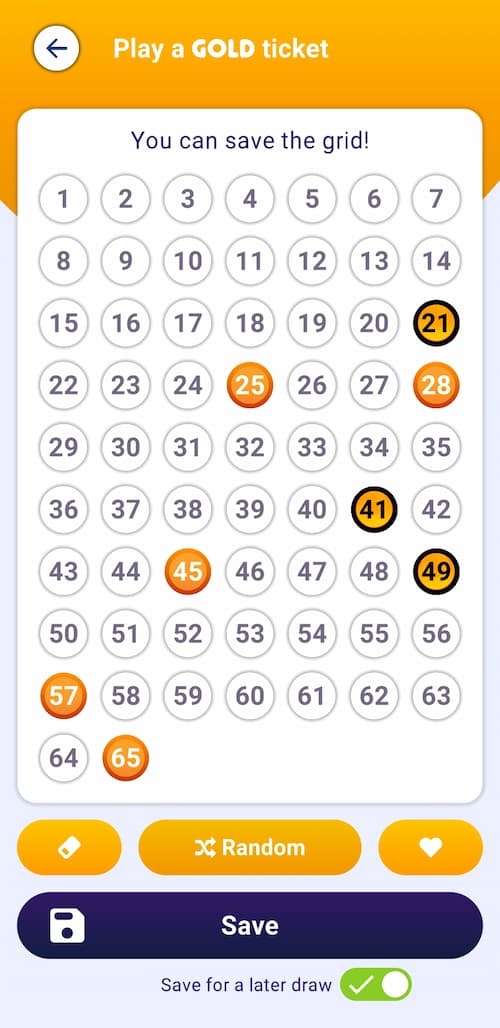 Play a GOLD ticket
You can save the grid!
1 2 3 4 5 6 7
8 9 10 11 12 13 14
15 16 17 18 19 20 21
22 23 24 25 26 27 28
29 30 31 32 33 34 35
36 37 38 39 40 41 42
43 44 45 46 47 48 49
50 51 52 53 54 55 56
57 58 59 60 61 62 63
64 65
Random
Save
Save for a later draw